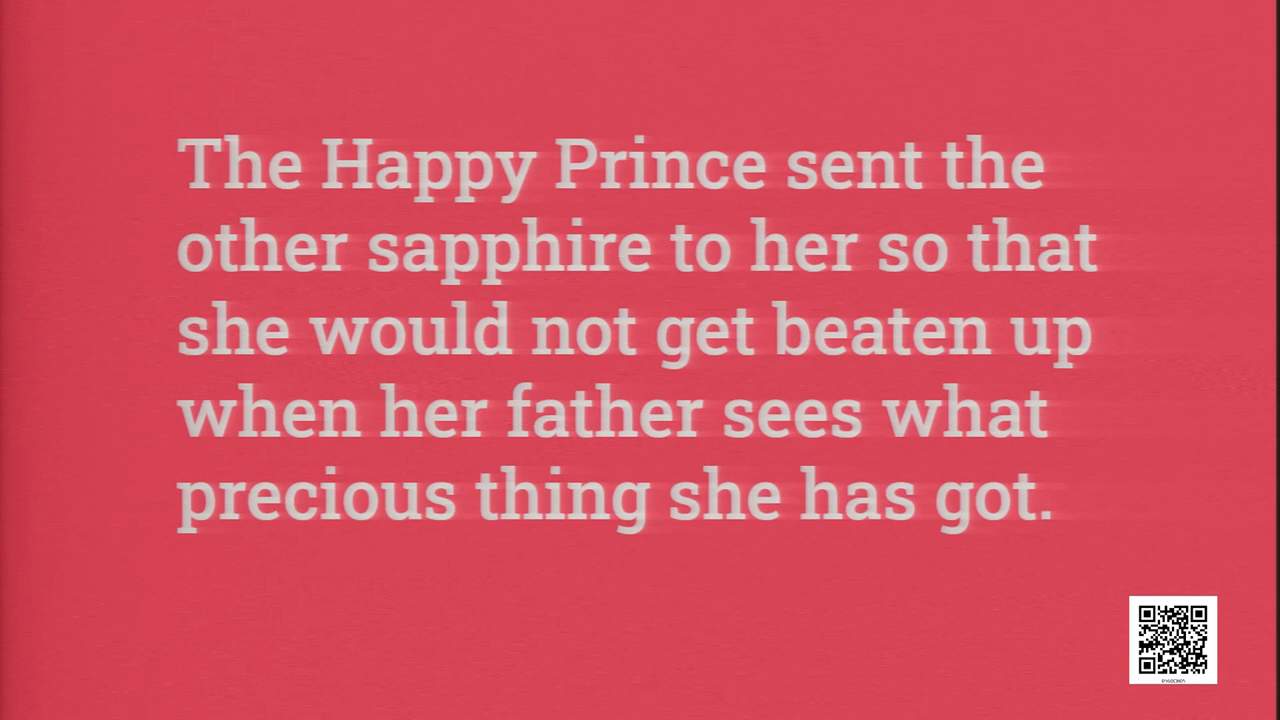 The Happy Prince sent the
other sapphire to her so that
she would not get beaten up
when her father sees what
precious thing she has got.